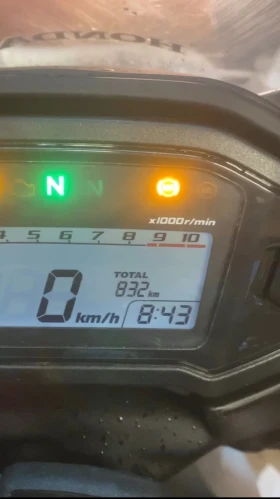 HONDA
N
x1000r/min
4 5 6 7 8 9 10
TOTAL
832 km
0 km/h
8:43